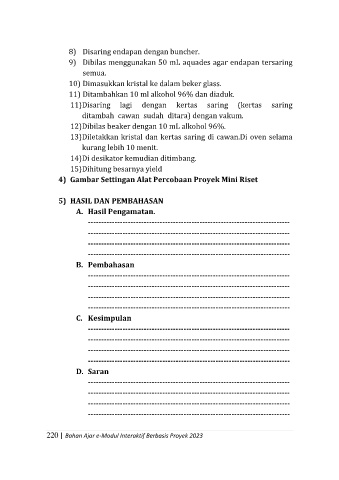 8) Disaring endapan dengan buncher.
9) Dibilas menggunakan 50 mL aquades agar endapan tersaring
semua.
10) Dimasukkan kristal ke dalam beker glass.
11) Ditambahkan 10 ml alkohol 96% dan diaduk.
11)Disaring lagi dengan kertas saring (kertas saring
ditambah cawan sudah ditara) dengan vakum.
12)Dibilas beaker dengan 10 mL alkohol 96%.
13)Diletakkan kristal dan kertas saring di cawan.Di oven selama
kurang lebih 10 menit.
14)Di desikator kemudian ditimbang.
15)Dihitung besarnya yield
4) Gambar Settingan Alat Percobaan Proyek Mini Riset
5) HASIL DAN PEMBAHASAN
A. Hasil Pengamatan.
B. Pembahasan
C. Kesimpulan
D. Saran
220 | Bahan Ajar e-Modul Interaktif Berbasis Proyek 2023